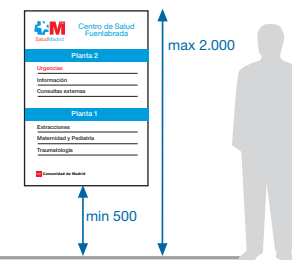 M
SaludMadrid
Centro de Salud
Fuenlabrada
Planta 2
Urgencias
Información
Consultas externas
Planta 1
Extracciones
Maternidad y Pediatría
Traumatología
Comunidad de Madrid
max 2.000
min 500